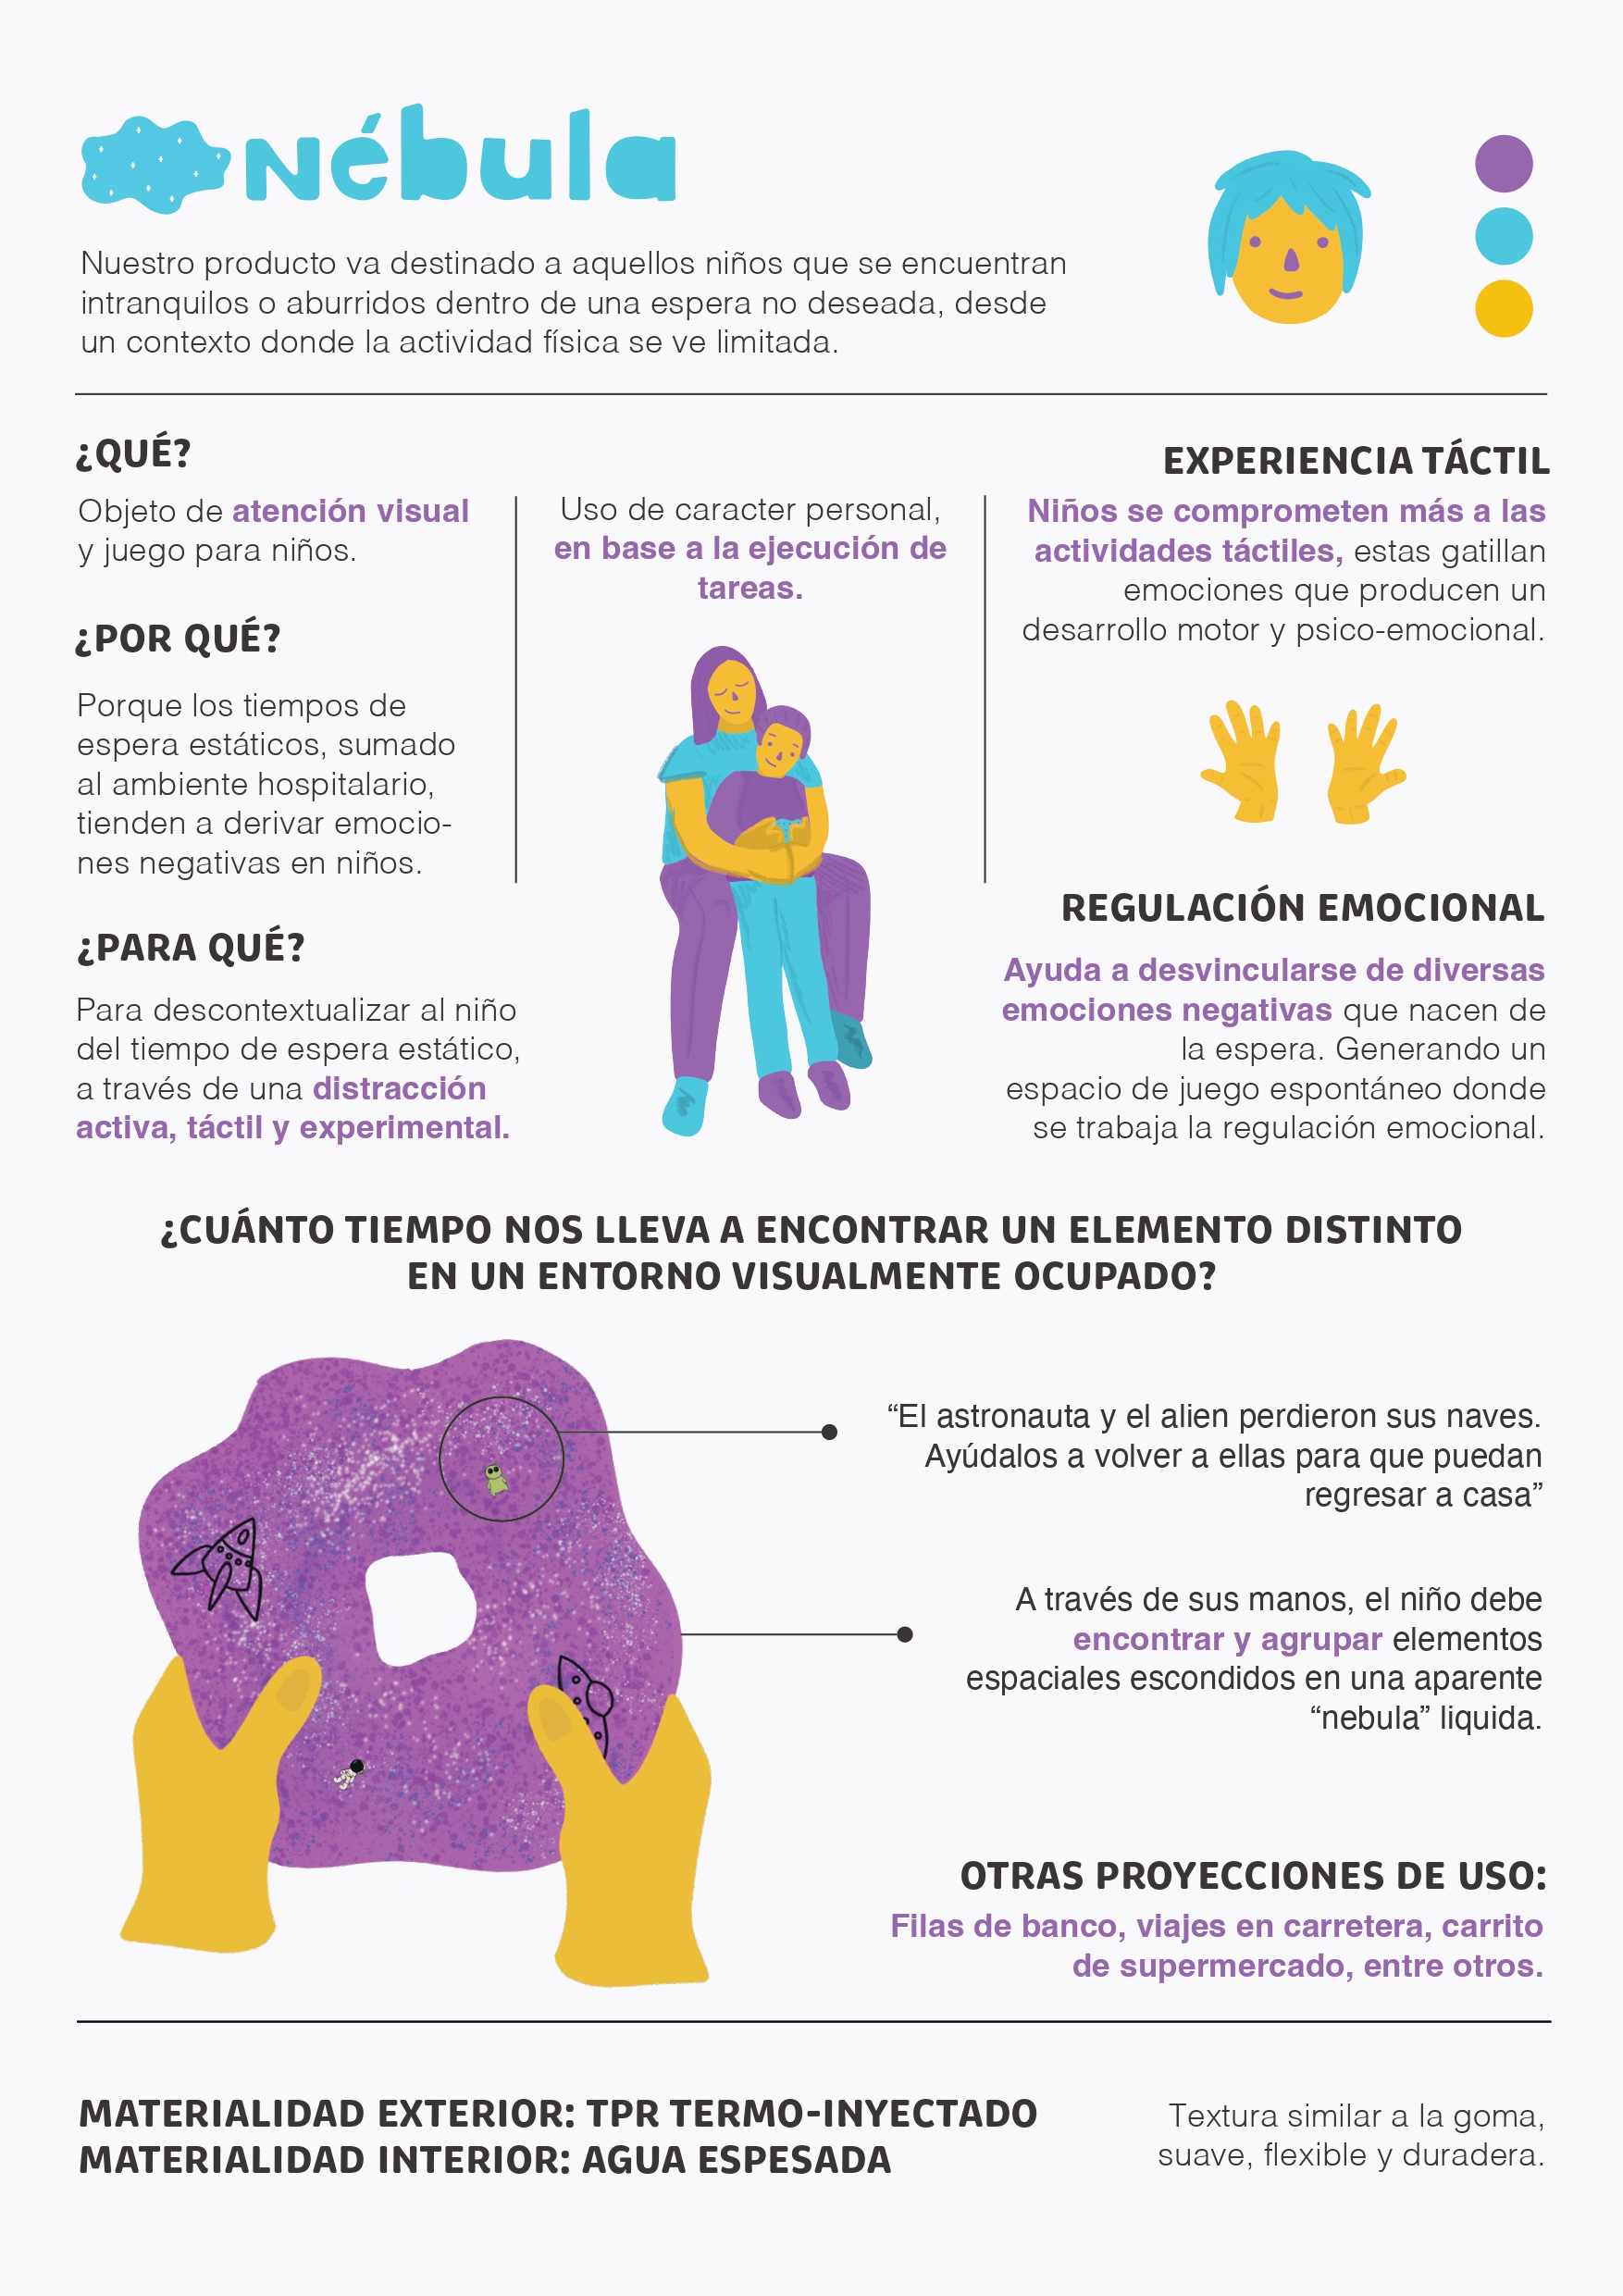 Nébula
Nuestro producto va destinado a aquellos niños que se encuentran
intranquilos o aburridos dentro de una espera no deseada, desde
un contexto donde la actividad física se ve limitada.
¿QUÉ?
Objeto de atención visual
y juego para niños.
¿POR QUÉ?
Porque los tiempos de
espera estáticos, sumado
al ambiente hospitalario,
tienden a derivar emocio-
nes negativas en niños.
¿PARA QUÉ?
Para descontextualizar al niño
del tiempo de espera estático,
a través de una distracción
activa, táctil y experimental.
Uso de caracter personal,
en base a la ejecución de
tareas.
EXPERIENCIA TÁCTIL
Niños se comprometen más a las
actividades táctiles, estas gatillan
emociones que producen un
desarrollo motor y psico-emocional.
REGULACIÓN EMOCIONAL
Ayuda a desvincularse de diversas
emociones negativas que nacen de
la espera. Generando un
espacio de juego espontáneo donde
se trabaja la regulación emocional.
¿CUÁNTO TIEMPO NOS LLEVA A ENCONTRAR UN ELEMENTO DISTINTO
EN UN ENTORNO VISUALMENTE OCUPADO?
“El astronauta y el alien perdieron sus naves.
Ayúdalos a volver a ellas para que puedan
regresar a casa”
A través de sus manos, el niño debe
encontrar y agrupar elementos
espaciales escondidos en una aparente
“nebula” liquida.
OTRAS PROYECCIONES DE USO:
Filas de banco, viajes en carretera, carrito
de supermercado, entre otros.
MATERIALIDAD EXTERIOR: TPR TERMO-INYECTADO
MATERIALIDAD INTERIOR: AGUA ESPESADA
Textura similar a la goma,
suave, flexible y duradera.